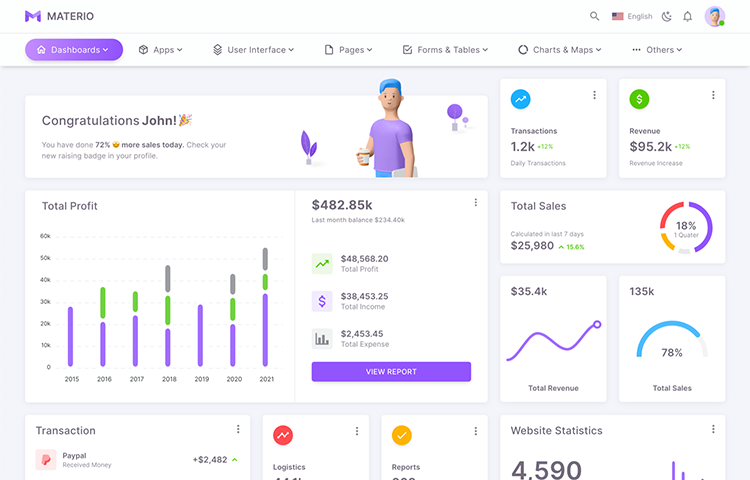 MATERIO
English
Dashboards
Apps
User Interface
Pages
Forms & Tables
Charts & Maps
Others
Congratulations John!🎉
You have done 72% 🤩 more sales today. Check your
new raising badge in your profile.
Transactions
1.2k +12%
Daily Transactions
$
Revenue
$95.2k +12%
Revenue Increase
Total Profit
60k
50k
40k
30k
20k
10k
0
2015
2016
2017
2018
2019
2020
2021
$482.85k
Last month balance $234.40k
$48,568.20
Total Profit
$
$38,453.25
Total Income
$2,453.45
Total Expense
VIEW REPORT
Total Sales
Calculated in last 7 days
$25,980 15.6%
18%
1 Quater
$35.4k
Total Revenue
135k
78%
Total Sales
Transaction
Paypal
Received Money
+$2,482
Logistics
Reports
Website Statistics
4,590